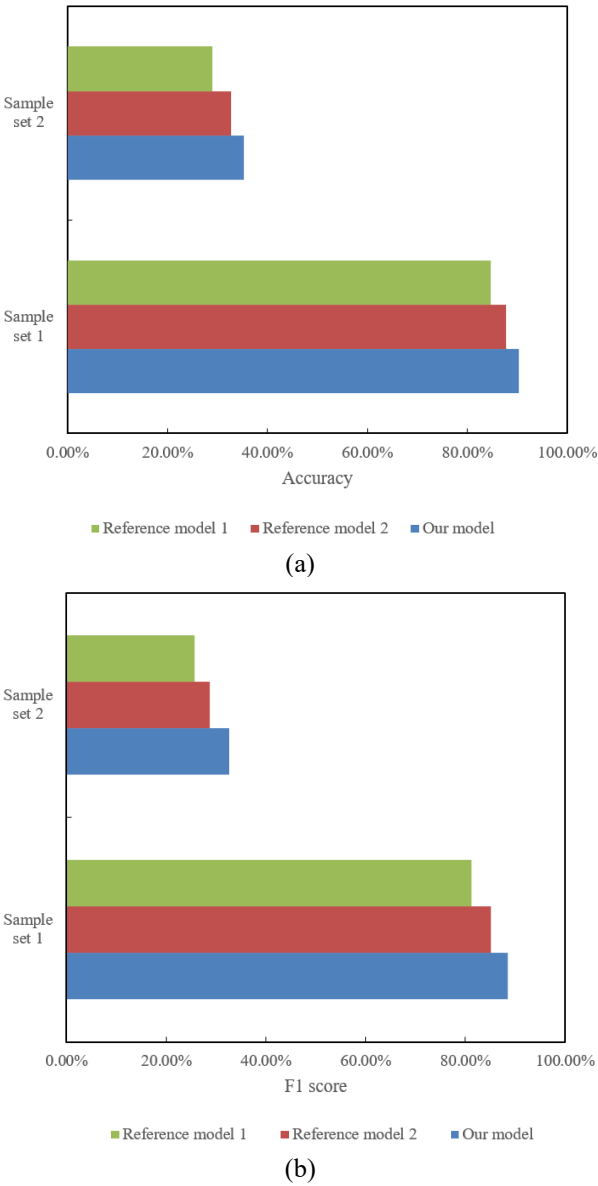 Sample
set 2
Sample
set 1
0.00% 20.00% 40.00% 60.00% 80.00% 100.00%
Accuracy
Reference model 1 Reference model 2 Our model
(a)
Sample
set 2
Sample
set 1
0.00% 20.00% 40.00% 60.00% 80.00% 100.00%
F1 score
Reference model 1 Reference model 2 Our model
(b)